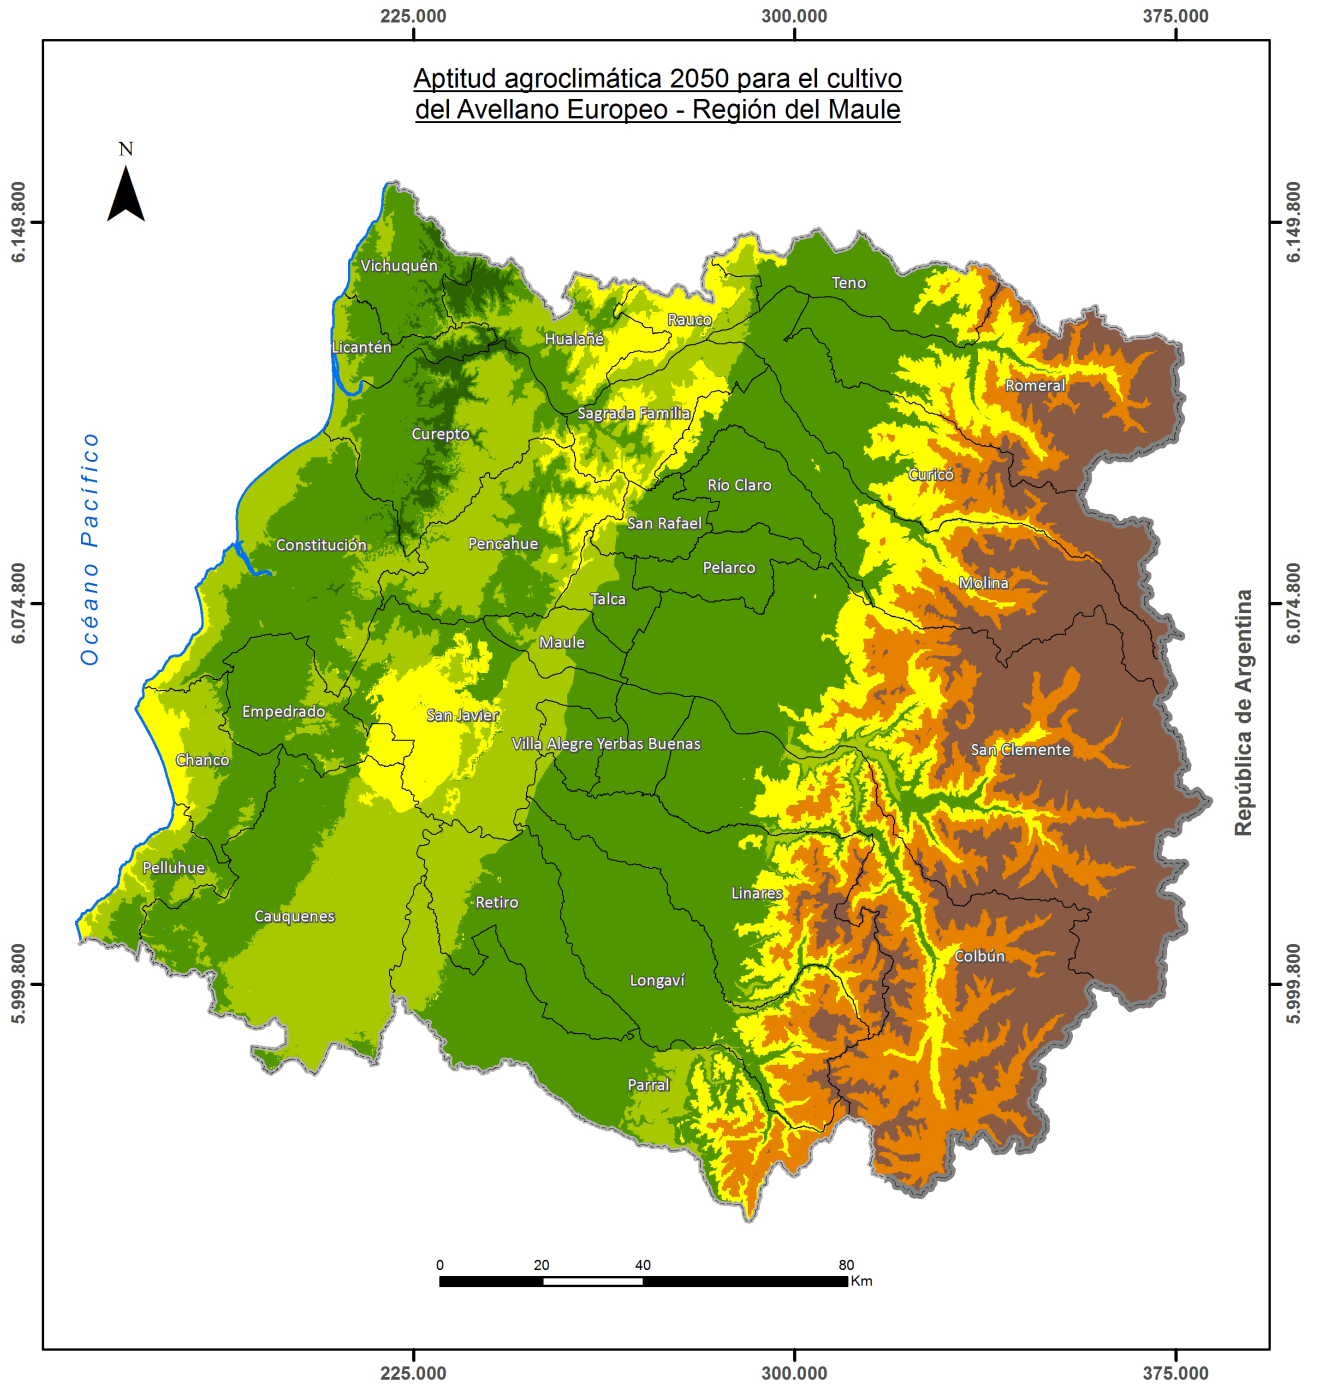 225.000
300.000
375.000
Aptitud agroclimática 2050 para el cultivo
del Avellano Europeo - Región del Maule
N
6.149.800
6.149.800
Vichuquén
Teno
Rauco
Hualañé
Licantén
Romeral
Sagrada Familia
Curepto
Océano Pacífico
Curicó
Río Claro
San Rafael
Constitución
Pencahue
Pelarco
Molina
6.074.800
6.074.800
Talca
Maule
República de Argentina
Empedrado
San Javier
Villa Alegre
Yerbas Buenas
San Clemente
Chanco
Pelluhue
Linares
Retiro
Cauquenes
Colbún
Longaví
5.999.800
5.999.800
Parral
0
20
40
80
Km
225.000
300.000
375.000